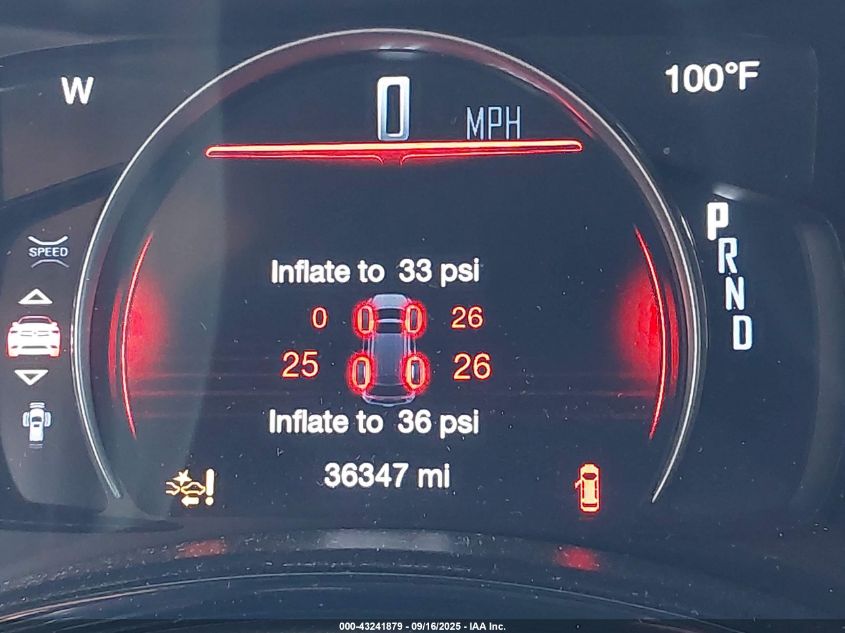 W
0 MPH
100°F
SPEED
Inflate to 33 psi
0 26
25 26
Inflate to 36 psi
36347 mi
P
R
N
D
000-43241879 - 09/16/2025 - IAA Inc.